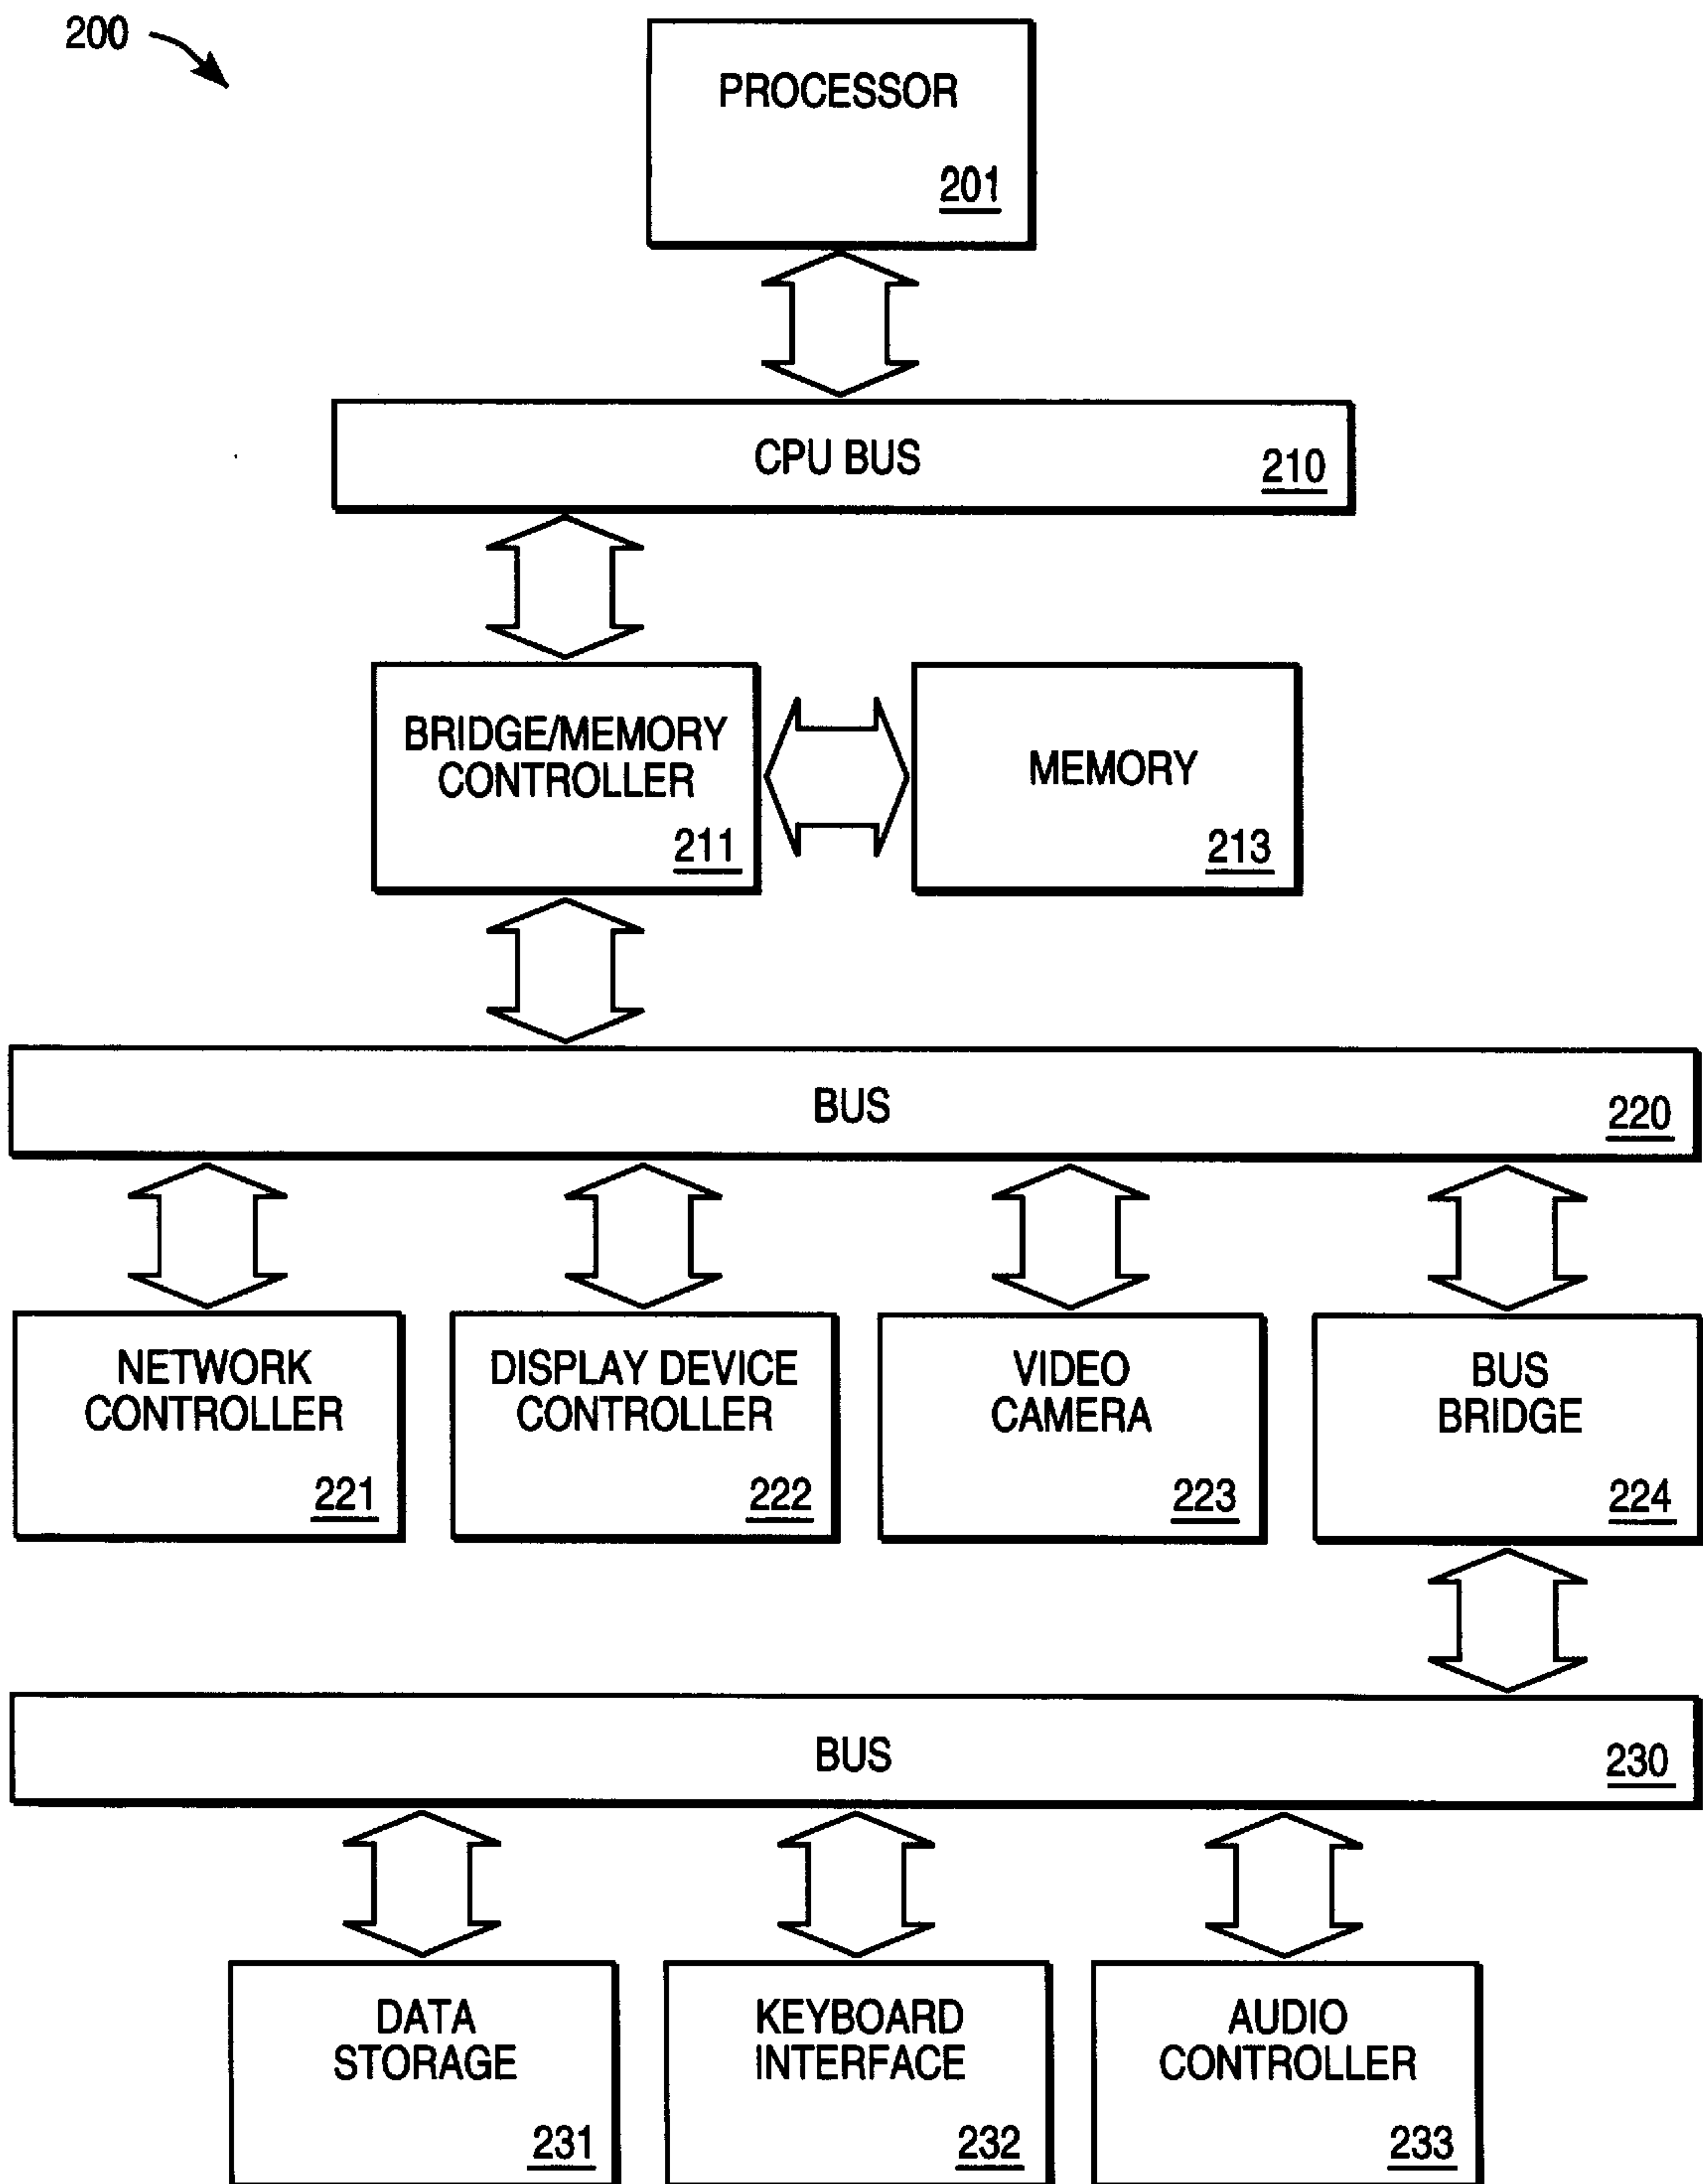 200
PROCESSOR
201
CPU BUS
210
BRIDGE/MEMORY
CONTROLLER
211
MEMORY
213
BUS
220
NETWORK
CONTROLLER
221
DISPLAY DEVICE
CONTROLLER
222
VIDEO
CAMERA
223
BUS
BRIDGE
224
BUS
230
DATA
STORAGE
231
KEYBOARD
INTERFACE
232
AUDIO
CONTROLLER
233